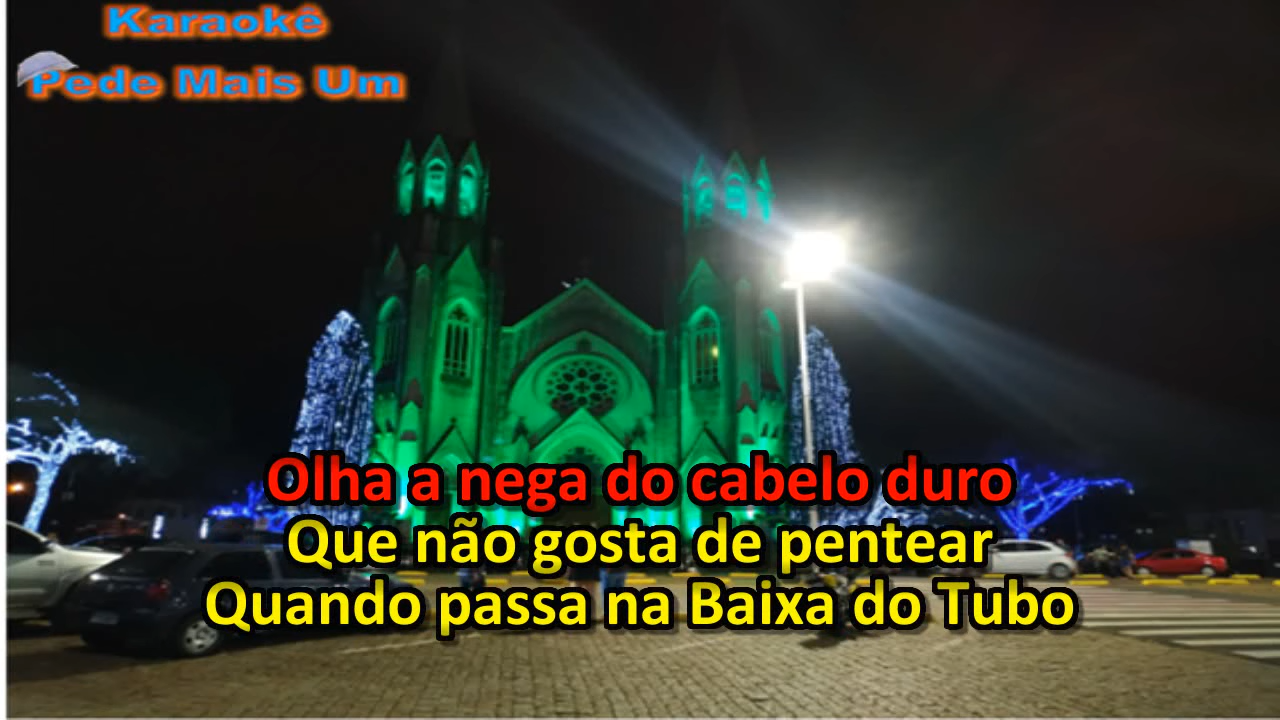 Karaokê
Pede Mais Um
Olha a nega do cabelo duro
Que não gosta de pentear
Quando passa na Baixa do Tubo